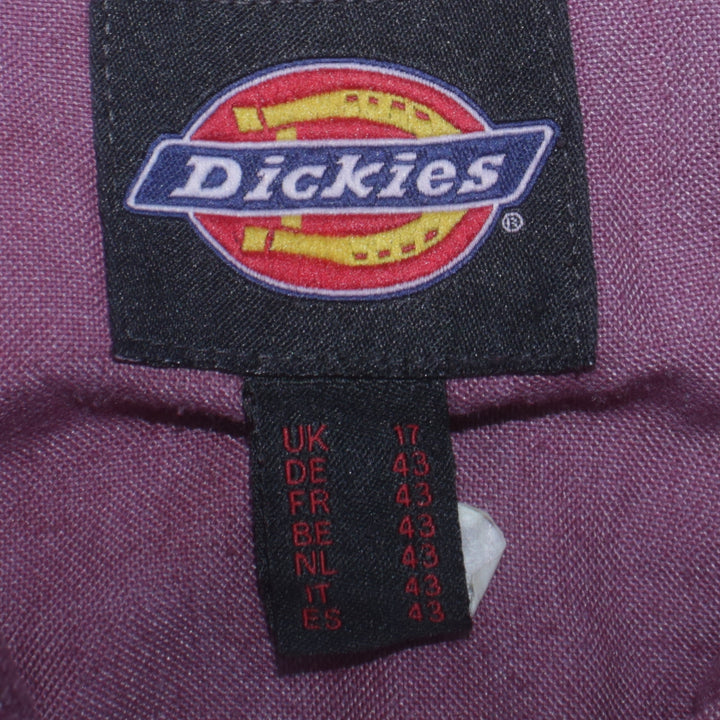 Dickies®
UK 17
DE 43
FR 43
BE 43
NL 43
IT 43
ES 43